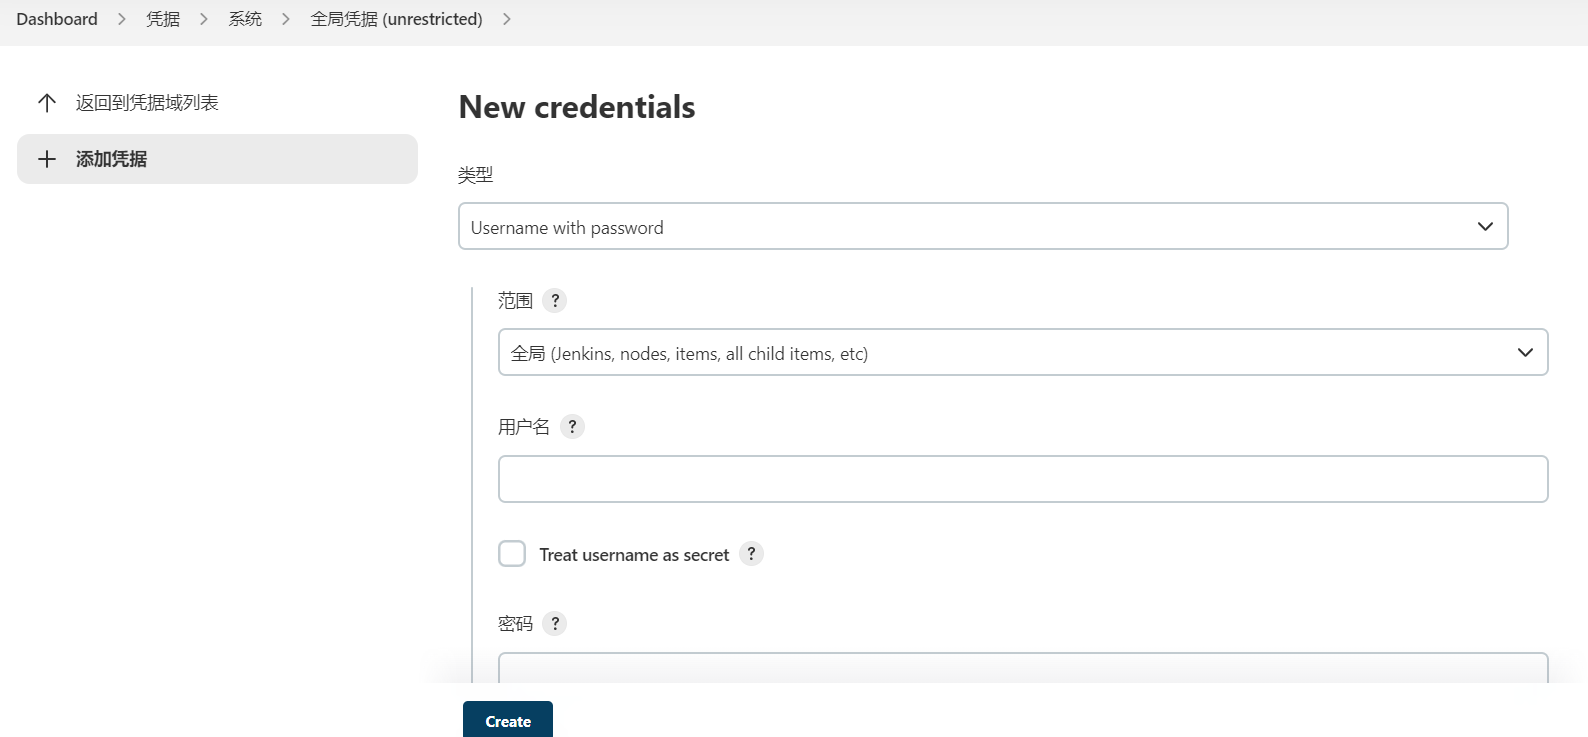 Dashboard > 凭据 > 系统 > 全局凭据 (unrestricted) >
返回到凭据域列表
添加凭据
New credentials
类型
Username with password
范围 ?
全局 (Jenkins, nodes, items, all child items, etc)
用户名 ?
Treat username as secret ?
密码 ?
Create